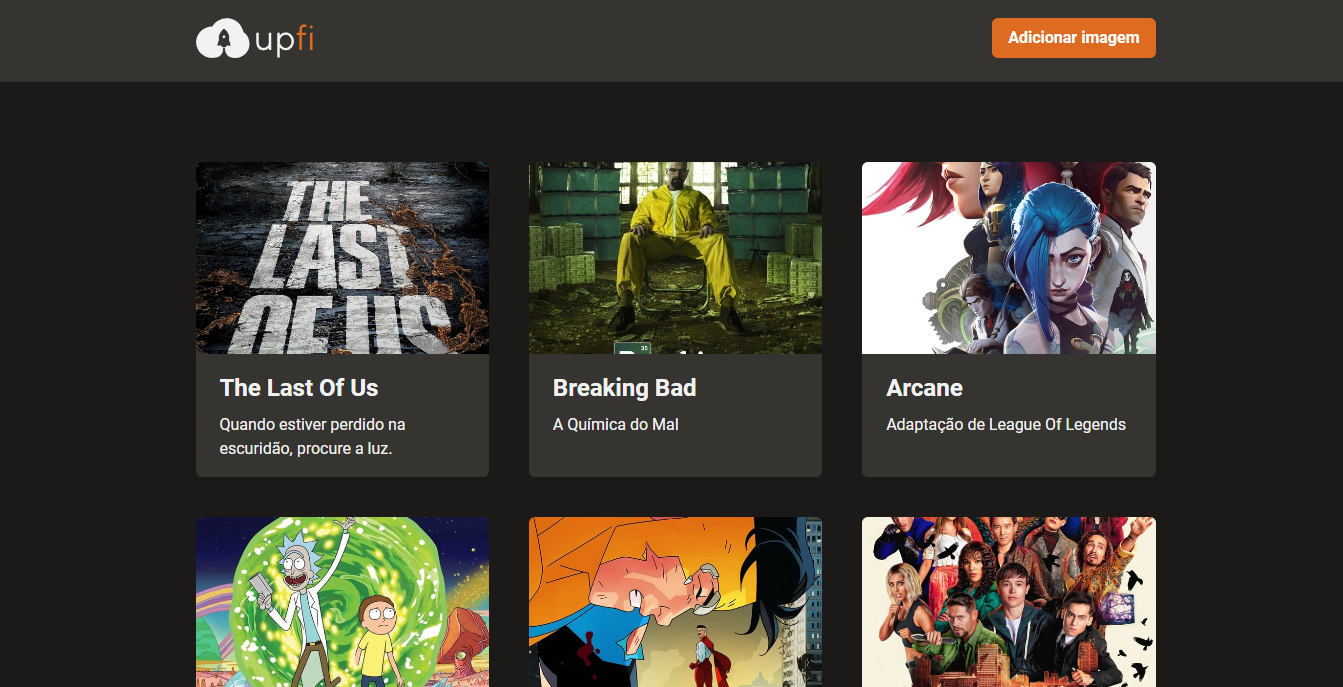 upfi
Adicionar imagem
THE
LAST
OF US
35
The Last Of Us
Quando estiver perdido na
escuridão, procure a luz.
Breaking Bad
A Química do Mal
Arcane
Adaptação de League Of Legends